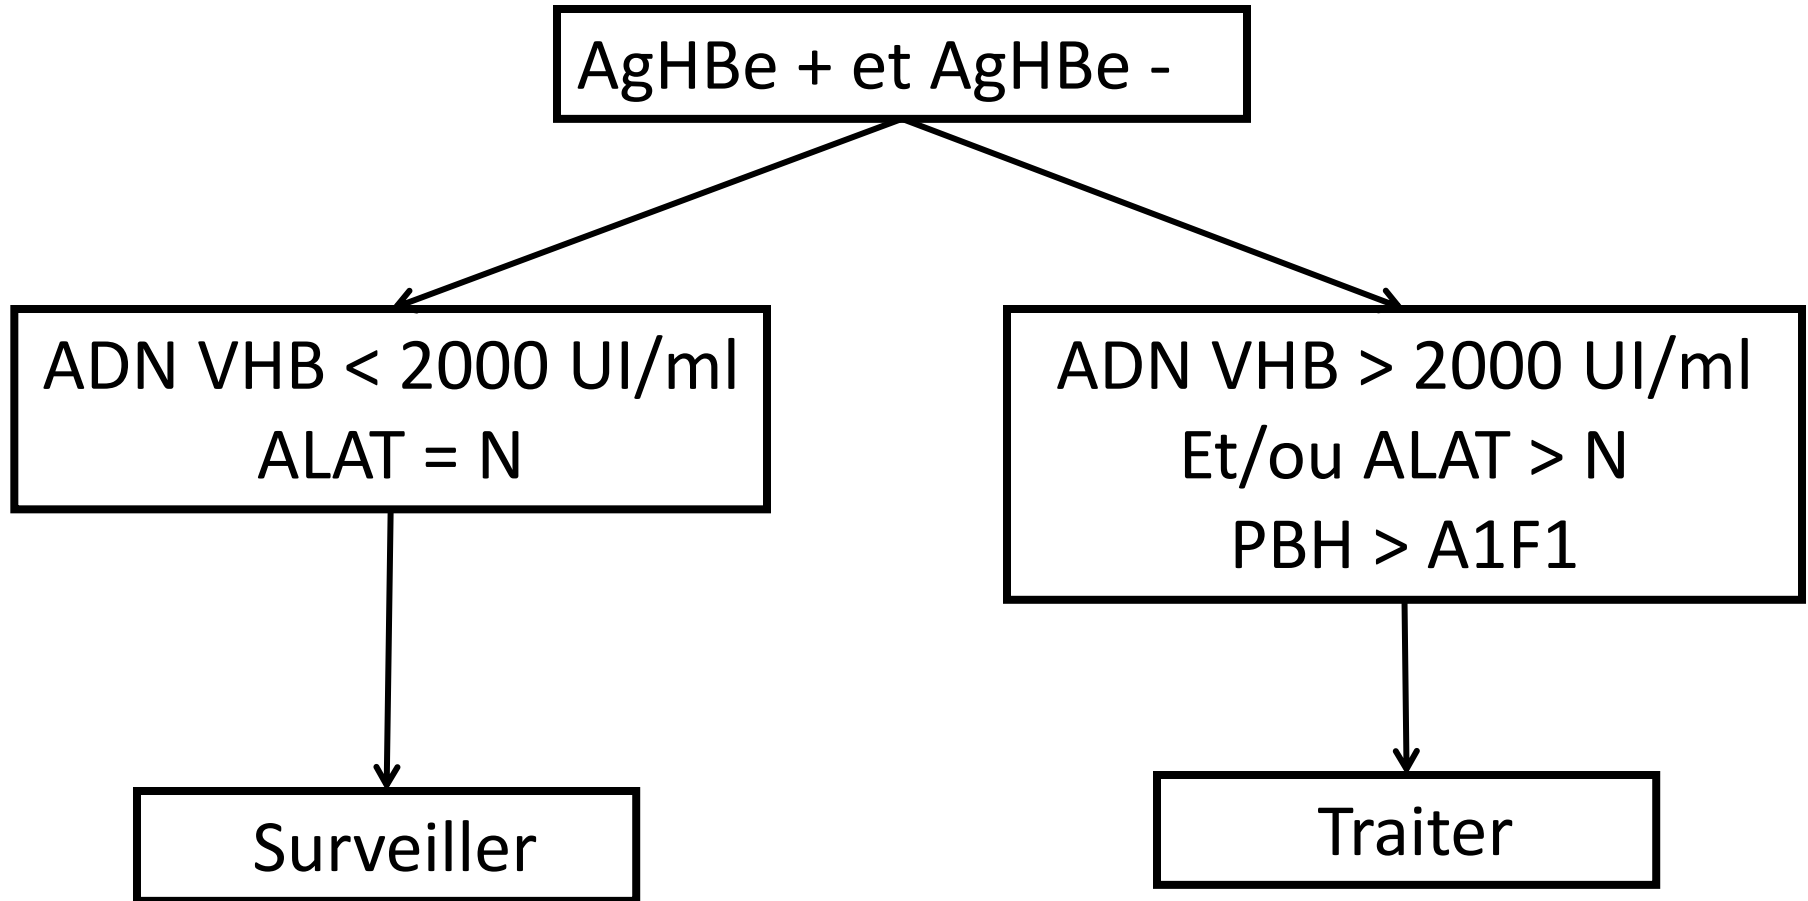 AgHBe + et AgHBe -
ADN VHB < 2000 UI/ml
ALAT = N
ADN VHB > 2000 UI/ml
Et/ou ALAT > N
PBH > A1F1
Surveiller
Traiter